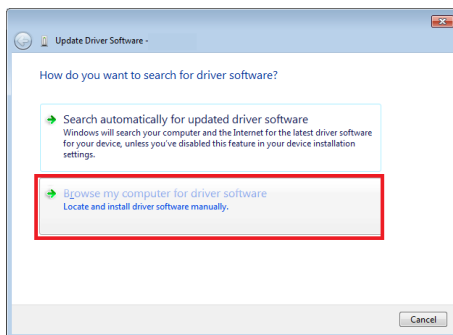 Update Driver Software -
How do you want to search for driver software?
Search automatically for updated driver software
Windows will search your computer and the Internet for the latest driver software
for your device, unless you've disabled this feature in your device installation
settings.
Browse my computer for driver software
Locate and install driver software manually.
Cancel